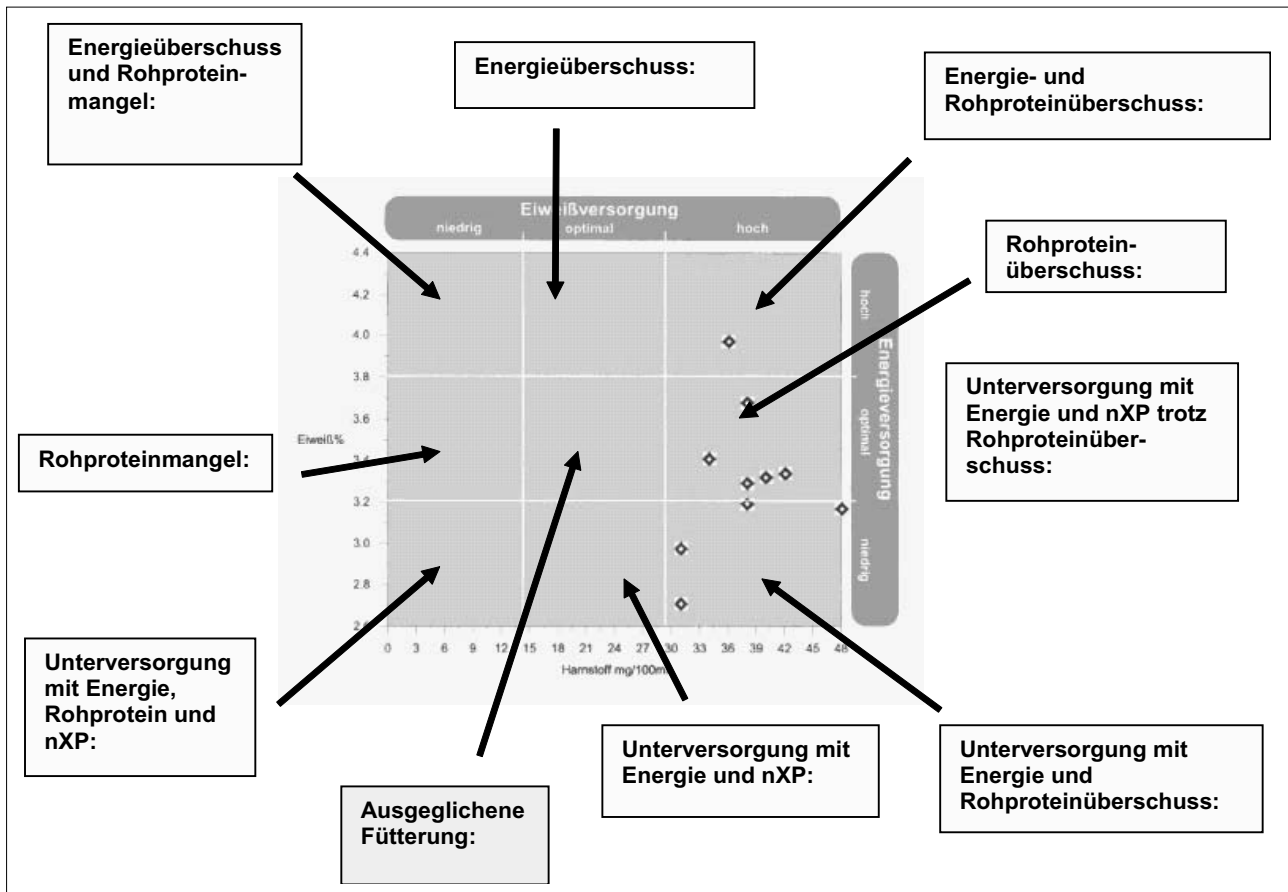 Energieüberschuss
und Rohprotein-
mangel:
Energieüberschuss:
Energie- und
Rohproteinüberschuss:
Eiweißversorgung
niedrig optimal hoch
Rohprotein-
überschuss:
Unterversorgung mit
Energie und nXP trotz
Rohproteinüber-
schuss:
Energieversorgung
hoch
optimal
niedrig
4.4
4.2
4.0
3.8
3.6
Eiweiß%
3.4
3.2
3.0
2.8
Rohproteinmangel:
0 3 6 9 12 15 18 21 24 27 30 33 36 39 42 45 48
Harnstoff mg/100m
Unterversorgung
mit Energie,
Rohprotein und
nXP:
Ausgeglichene
Fütterung:
Unterversorgung mit
Energie und nXP:
Unterversorgung mit
Energie und
Rohproteinüberschuss: